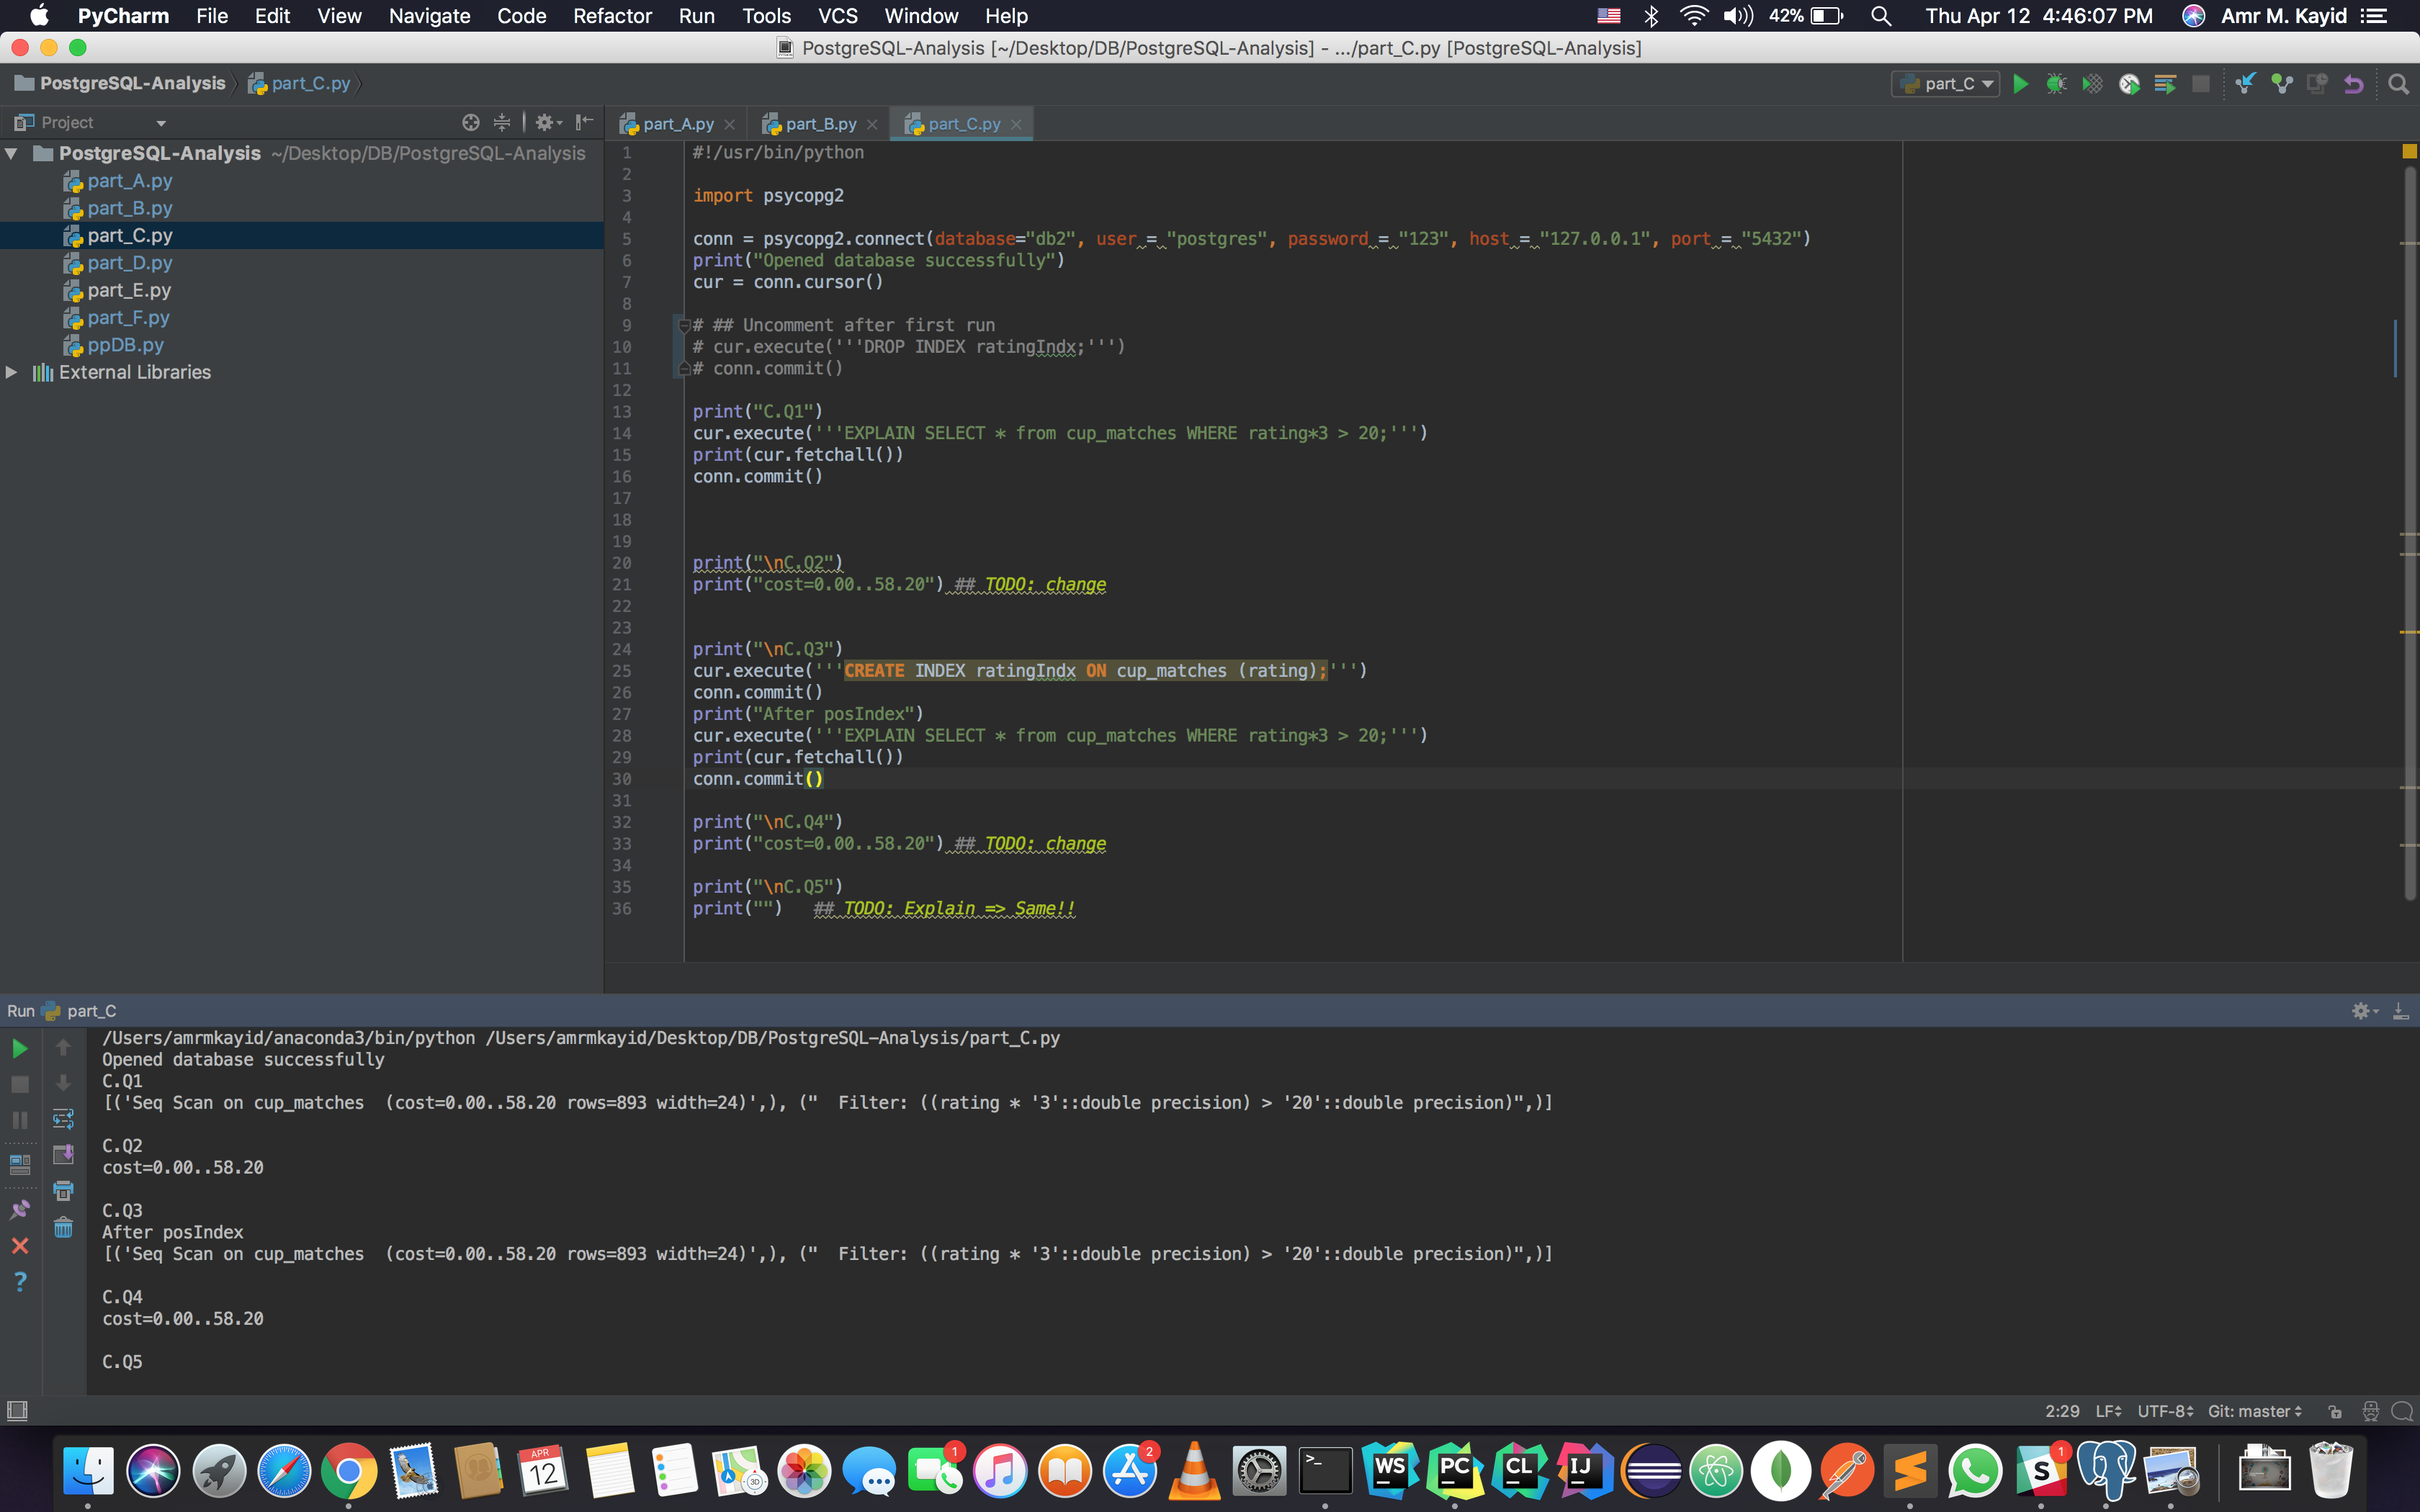 PyCharm File Edit View Navigate Code Refactor Run Tools VCS Window Help 42% Thu Apr 12 4:46:07 PM Amr M. Kayid
PostgreSQL-Analysis [~/Desktop/DB/PostgreSQL-Analysis] - .../part_C.py [PostgreSQL-Analysis]
PostgreSQL-Analysis part_C.py part_C
Project
part_A.py part_B.py part_C.py
PostgreSQL-Analysis ~/Desktop/DB/PostgreSQL-Analysis
part_A.py
part_B.py
part_C.py
part_D.py
part_E.py
part_F.py
ppDB.py
External Libraries
1 #!/usr/bin/python
2
3 import psycopg2
4
5 conn = psycopg2.connect(database="db2", user = "postgres", password = "123", host = "127.0.0.1", port = "5432")
6 print("Opened database successfully")
7 cur = conn.cursor()
8
9 # ## Uncomment after first run
10 # cur.execute('''DROP INDEX ratingIndx;''')
11 # conn.commit()
12
13 print("C.Q1")
14 cur.execute('''EXPLAIN SELECT * from cup_matches WHERE rating*3 > 20;''')
15 print(cur.fetchall())
16 conn.commit()
17
18
19
20 print("\nC.Q2")
21 print("cost=0.00..58.20") ## TODO: change
22
23
24 print("\nC.Q3")
25 cur.execute('''CREATE INDEX ratingIndx ON cup_matches (rating);''')
26 conn.commit()
27 print("After posIndex")
28 cur.execute('''EXPLAIN SELECT * from cup_matches WHERE rating*3 > 20;''')
29 print(cur.fetchall())
30 conn.commit()
31
32 print("\nC.Q4")
33 print("cost=0.00..58.20") ## TODO: change
34
35 print("\nC.Q5")
36 print("") ## TODO: Explain => Same!!
Run part_C
/Users/amrmkayid/anaconda3/bin/python /Users/amrmkayid/Desktop/DB/PostgreSQL-Analysis/part_C.py
Opened database successfully
C.Q1
[('Seq Scan on cup_matches  (cost=0.00..58.20 rows=893 width=24)',), ("  Filter: ((rating * '3'::double precision) > '20'::double precision)",)]
C.Q2
cost=0.00..58.20
C.Q3
After posIndex
[('Seq Scan on cup_matches  (cost=0.00..58.20 rows=893 width=24)',), ("  Filter: ((rating * '3'::double precision) > '20'::double precision)",)]
C.Q4
cost=0.00..58.20
C.Q5
2:29 LF UTF-8 Git: master
APR 12 1 2 >_ WS PC CL IJ S 1